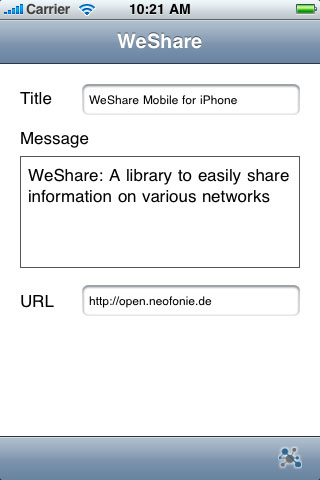 Carrier 10:21 AM
WeShare
Title WeShare Mobile for iPhone
Message
WeShare: A library to easily share
information on various networks
URL http://open.neofonie.de